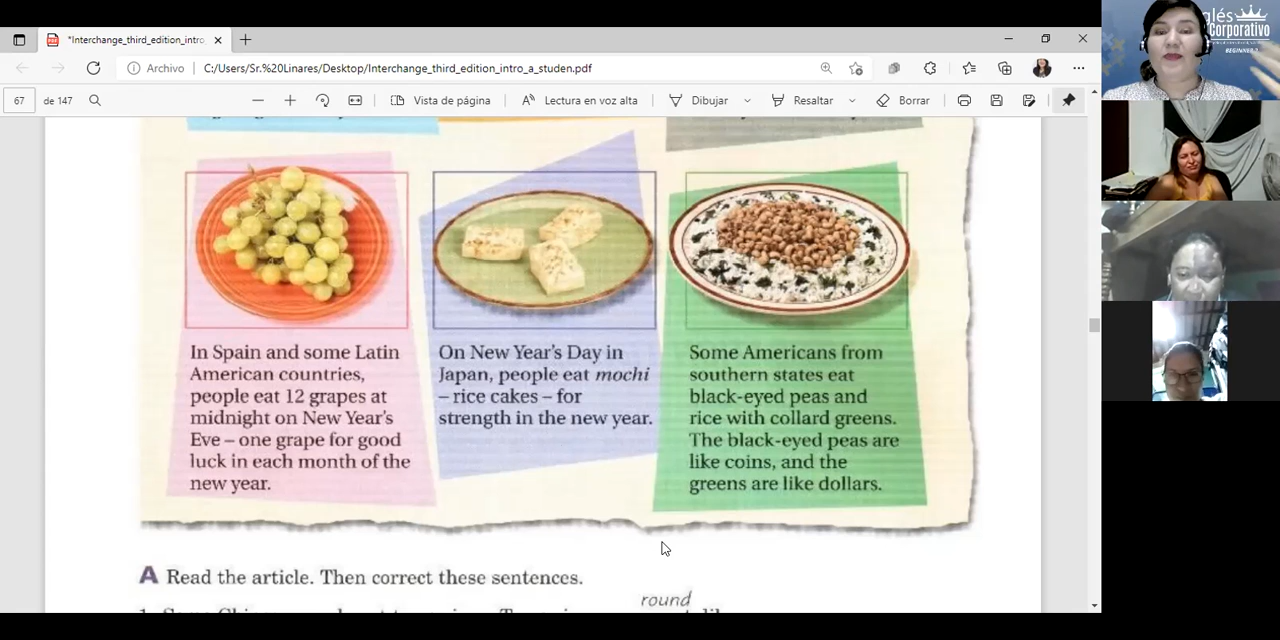 *Interchange_third_edition_intro
Archivo C:/Users/Sr.%20Linares/Desktop/Interchange_third_edition_intro_a_studen.pdf
67 de 147 Vista de página Lectura en voz alta Dibujar Resaltar Borrar
In Spain and some Latin
American countries,
people eat 12 grapes at
midnight on New Year's
Eve – one grape for good
luck in each month of the
new year.
On New Year's Day in
Japan, people eat mochi
– rice cakes – for
strength in the new year.
Some Americans from
southern states eat
black-eyed peas and
rice with collard greens.
The black-eyed peas are
like coins, and the
greens are like dollars.
A Read the article. Then correct these sentences.
round
glés
Corporativo
BEGINNER